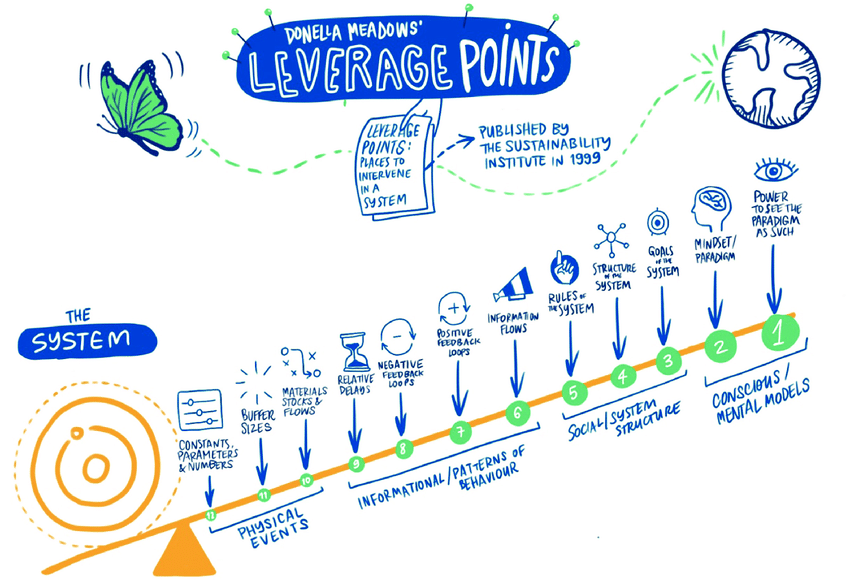 DONELLA MEADOWS'
LEVERAGE POINTS
LEVERAGE
POINTS:
PLACES TO
INTERVENE
IN A
SYSTEM
PUBLISHED BY
THE SUSTAINABILITY
INSTITUTE IN 1999
THE
SYSTEM
CONSTANTS,
PARAMETERS
& NUMBERS
BUFFER
SIZES
MATERIALS
STOCKS &
FLOWS
RELATIVE
DELAYS
NEGATIVE
FEEDBACK
LOOPS
POSITIVE
FEEDBACK
LOOPS
INFORMATION
FLOWS
RULES OF
THE SYSTEM
STRUCTURE
OF THE
SYSTEM
GOALS
OF THE
SYSTEM
MINDSET/
PARADIGM
POWER
TO SEE THE
PARADIGM
AS SUCH
11
10
9
8
7
6
5
4
3
2
1
PHYSICAL
EVENTS
INFORMATIONAL/PATTERNS OF
BEHAVIOUR
SOCIAL/SYSTEM
STRUCTURE
CONSCIOUS/
MENTAL MODELS